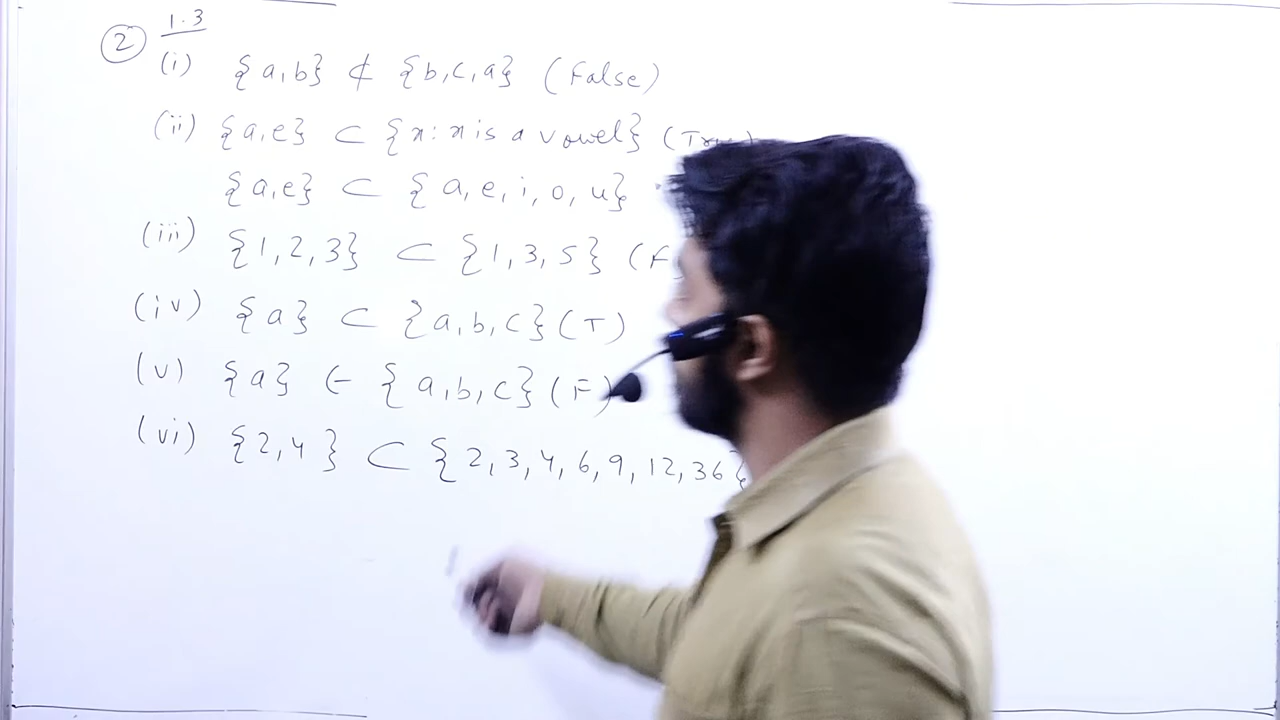 ② 1.3
(i) {a,b} ⊄ {b,c,a} (False)
(ii) {a,e} ⊂ {x: x is a vowel} (True)
{a,e} ⊂ {a, e, i, o, u}
(iii) {1,2,3} ⊂ {1,3,5} (F
(iv) {a} ⊂ {a,b,c} (T)
(v) {a} ∈ {a,b,c} (F)
(vi) {2,4} ⊂ {2,3,4,6,9,12,36}